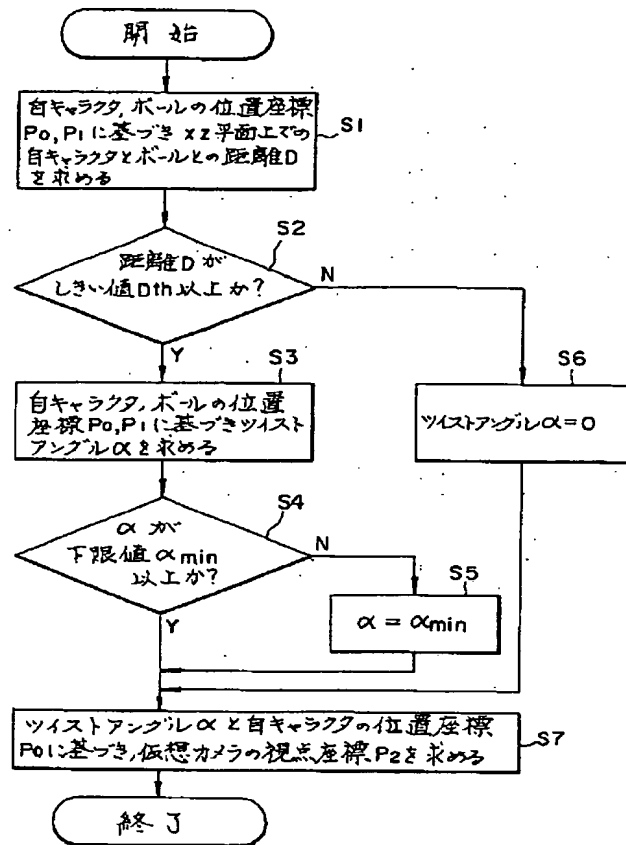 開始
自キャラクタ,ボールの位置座標
P0,P1に基づきxz平面上での
自キャラクタとボールとの距離D
を求める
S1
S2
距離Dが
しきい値Dth以上か?
N
Y
S3
自キャラクタ,ボールの位置
座標P0,P1に基づきツイスト
アングルαを求める
S6
ツイストアングルα=0
S4
αが
下限値αmin
以上か?
N
Y
S5
α=αmin
ツイストアングルαと自キャラクタの位置座標
P0に基づき,仮想カメラの視点座標P2を求める
S7
終了